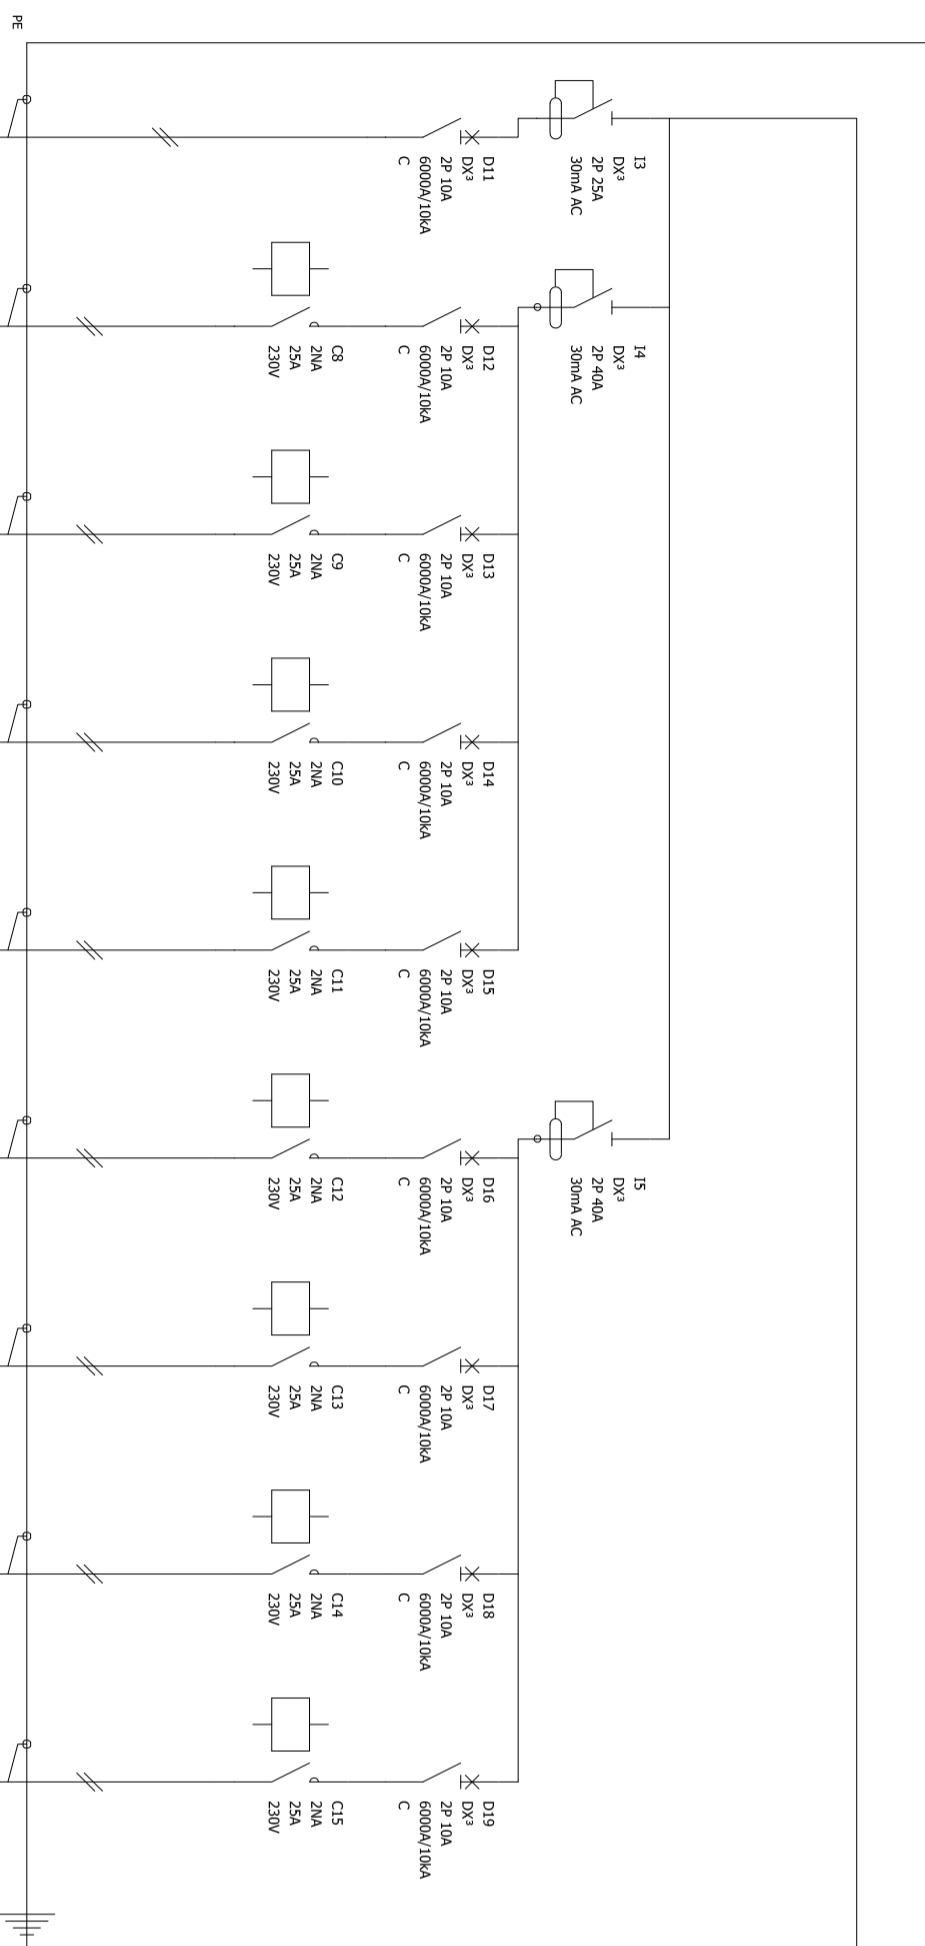 PE
I3
DX³
2P 25A
30mA AC
I4
DX³
2P 40A
30mA AC
I5
DX³
2P 40A
30mA AC
D11
DX³
2P 10A
6000A/10kA
C
D12
DX³
2P 10A
6000A/10kA
C
D13
DX³
2P 10A
6000A/10kA
C
D14
DX³
2P 10A
6000A/10kA
C
D15
DX³
2P 10A
6000A/10kA
C
D16
DX³
2P 10A
6000A/10kA
C
D17
DX³
2P 10A
6000A/10kA
C
D18
DX³
2P 10A
6000A/10kA
C
D19
DX³
2P 10A
6000A/10kA
C
C8
2NA
25A
230V
C9
2NA
25A
230V
C10
2NA
25A
230V
C11
2NA
25A
230V
C12
2NA
25A
230V
C13
2NA
25A
230V
C14
2NA
25A
230V
C15
2NA
25A
230V